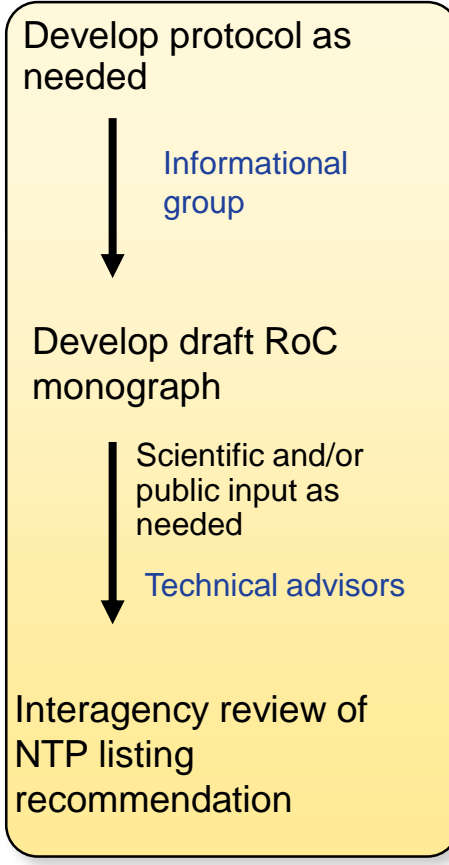 Develop protocol as
needed
Informational
group
Develop draft RoC
monograph
Scientific and/or
public input as
needed
Technical advisors
Interagency review of
NTP listing
recommendation